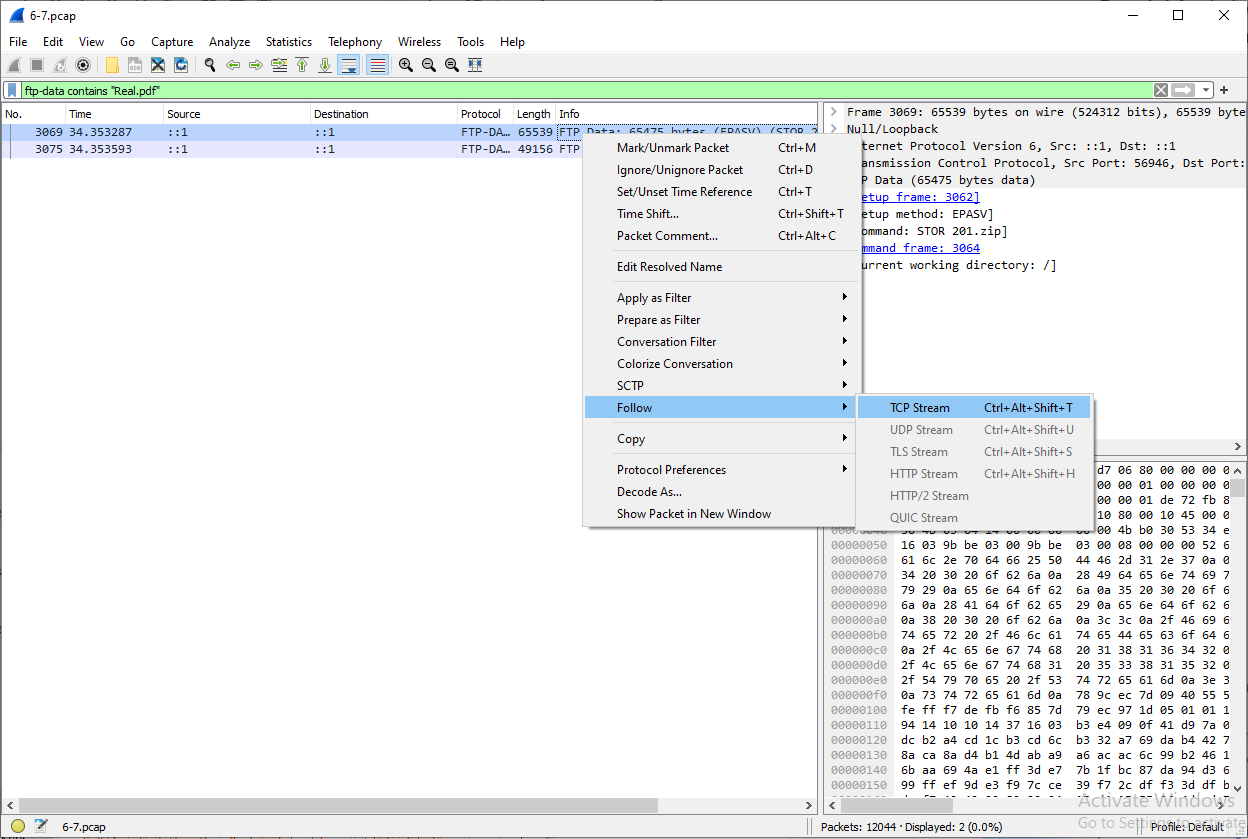 6-7.pcap
File Edit View Go Capture Analyze Statistics Telephony Wireless Tools Help
ftp-data contains "Real.pdf"
No. Time Source Destination Protocol Length Info
3069 34.353287 ::1 ::1 FTP-DA… 65539 FTP Data: 65475 bytes (EPASV) (STOR 2
3075 34.353593 ::1 ::1 FTP-DA… 49156 FTP
Mark/Unmark Packet Ctrl+M
Ignore/Unignore Packet Ctrl+D
Set/Unset Time Reference Ctrl+T
Time Shift... Ctrl+Shift+T
Packet Comment... Ctrl+Alt+C
Edit Resolved Name
Apply as Filter
Prepare as Filter
Conversation Filter
Colorize Conversation
SCTP
Follow
Copy
Protocol Preferences
Decode As...
Show Packet in New Window
TCP Stream Ctrl+Alt+Shift+T
UDP Stream Ctrl+Alt+Shift+U
TLS Stream Ctrl+Alt+Shift+S
HTTP Stream Ctrl+Alt+Shift+H
HTTP/2 Stream
QUIC Stream
Frame 3069: 65539 bytes on wire (524312 bits), 65539 byte
Null/Loopback
ternet Protocol Version 6, Src: ::1, Dst: ::1
ansmission Control Protocol, Src Port: 56946, Dst Port:
P Data (65475 bytes data)
etup frame: 3062]
etup method: EPASV]
ommand: STOR 201.zip]
mmand frame: 3064
urrent working directory: /]
d7 06 80 00 00 00 0
00 00 01 00 00 00 0
00 00 01 de 72 fb 8
10 80 00 10 45 00 0
00 4b b0 30 53 34 e
00000050 16 03 9b be 03 00 9b be 03 00 08 00 00 00 52 6
00000060 61 6c 2e 70 64 66 25 50 44 46 2d 31 2e 37 0a 0
00000070 34 20 30 20 6f 62 6a 0a 28 49 64 65 6e 74 69 7
00000080 79 29 0a 65 6e 64 6f 62 6a 0a 35 20 30 20 6f 6
00000090 6a 0a 28 41 64 6f 62 65 29 0a 65 6e 64 6f 62 6
000000a0 0a 38 20 30 20 6f 62 6a 0a 3c 3c 0a 2f 46 69 6
000000b0 74 65 72 20 2f 46 6c 61 74 65 44 65 63 6f 64 6
000000c0 0a 2f 4c 65 6e 67 74 68 20 31 38 31 36 34 32 0
000000d0 2f 4c 65 6e 67 74 68 31 20 35 33 38 31 35 32 0
000000e0 2f 54 79 70 65 20 2f 53 74 72 65 61 6d 0a 3e 3
000000f0 0a 73 74 72 65 61 6d 0a 78 9c ec 7d 09 40 55 5
00000100 fe ff f7 de fb f6 85 7d 79 ec 97 1d 05 01 01 1
00000110 94 14 10 10 14 37 16 03 b3 e4 09 0f 41 d9 7a 0
00000120 dc b2 a4 cd 1c b3 cd 6c b3 32 a7 69 da b4 42 7
00000130 8a ca 8a d4 b1 4d ab a9 a6 ac ac 6c 99 b2 46 1
00000140 6b aa 69 4a e1 ff 3d e7 7b 1f bc 87 da 94 d3 6
00000150 99 ff ef 9d e3 f9 7c ce 39 f7 2c df f3 3d df b
Activate Windows
Go to Settings to activate
6-7.pcap
Packets: 12044 · Displayed: 2 (0.0%)
Profile: Default